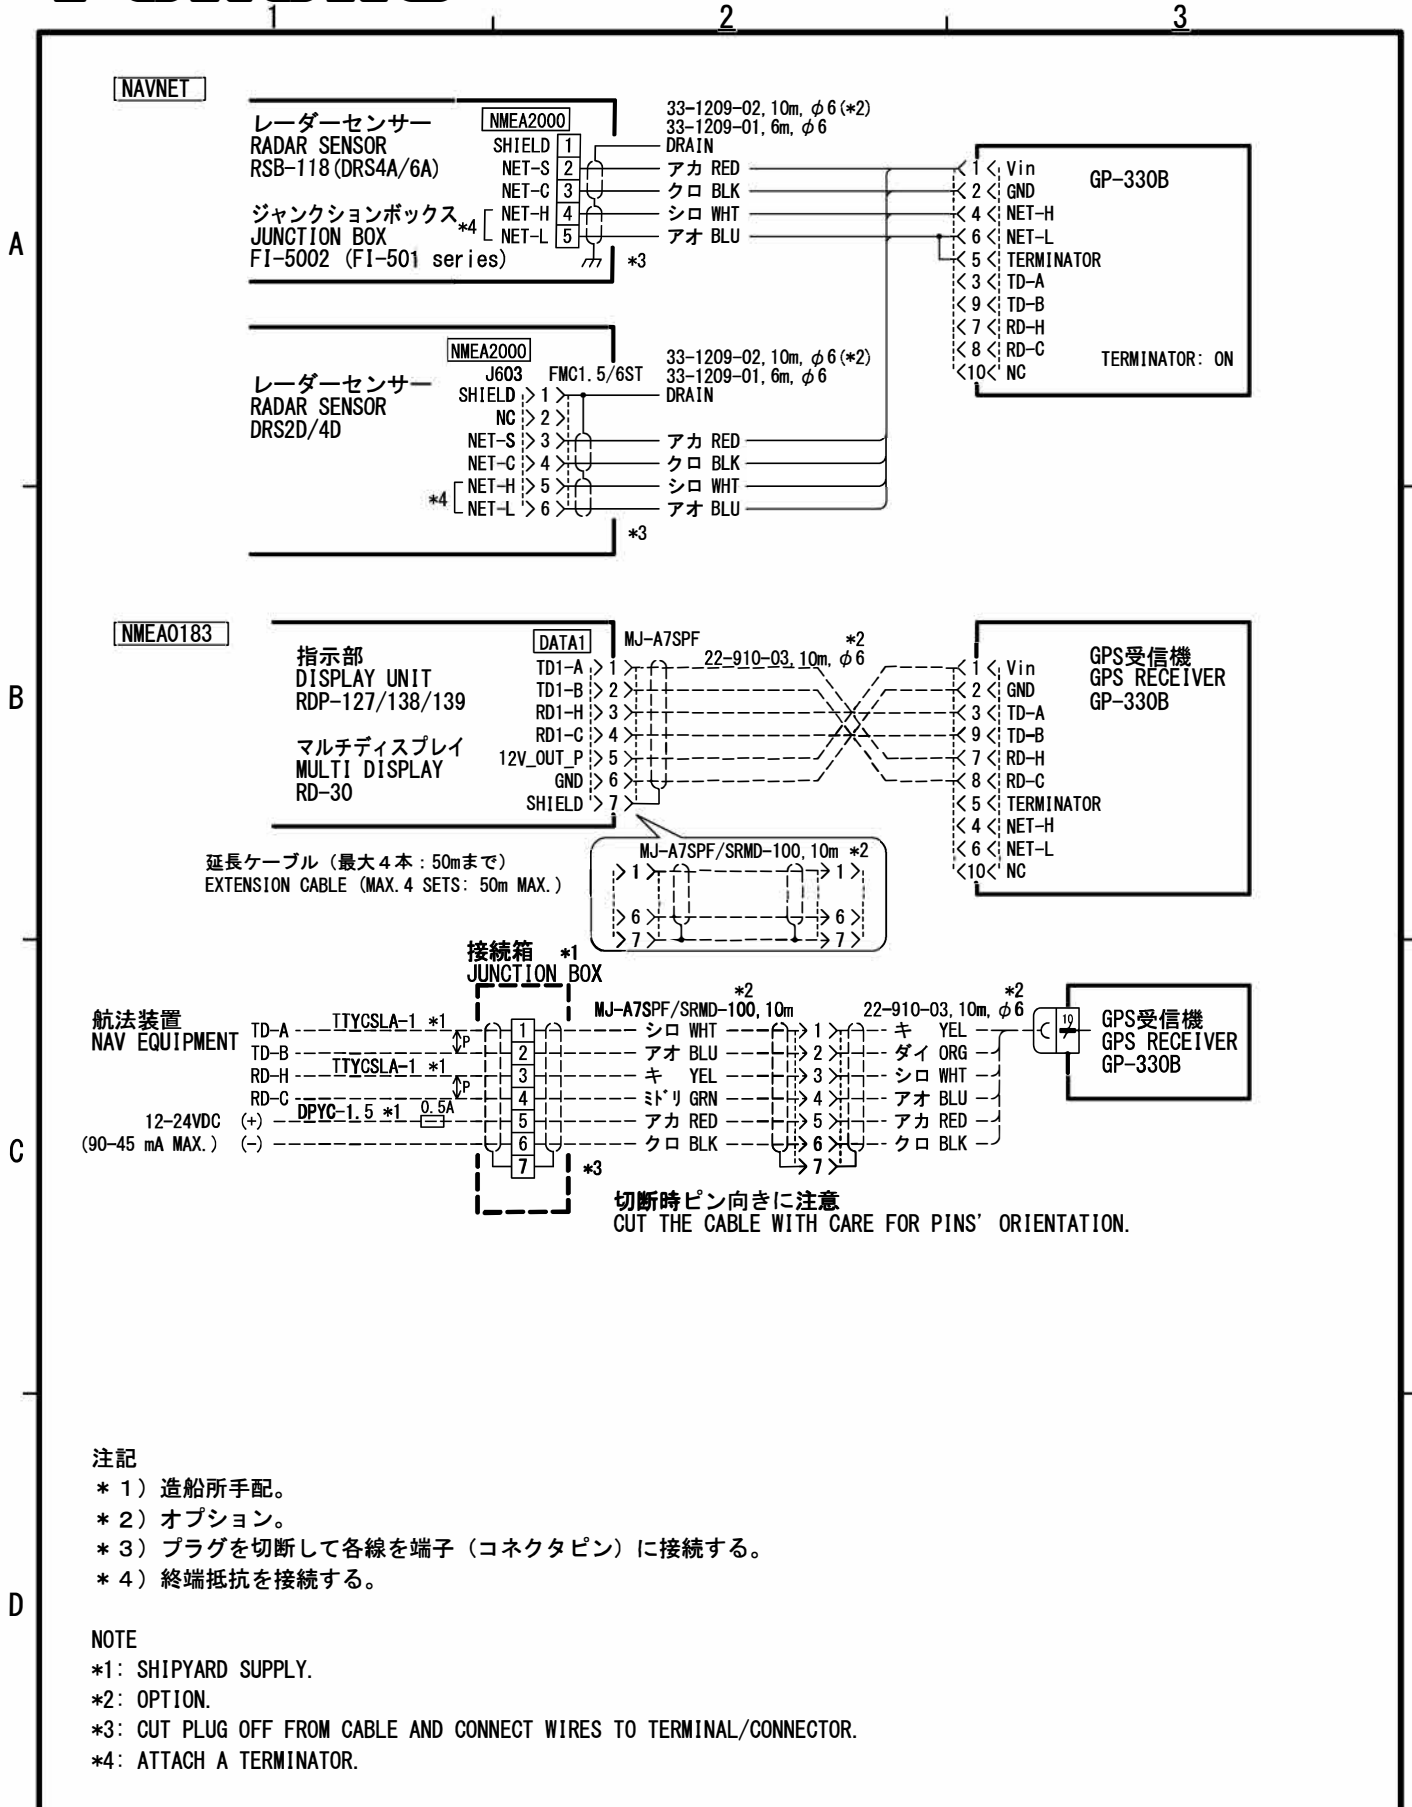 1 2 3
NAVNET
レーダーセンサー
RADAR SENSOR
RSB-118(DRS4A/6A)
ジャンクションボックス
JUNCTION BOX
FI-5002 (FI-501 series)
NMEA2000
SHIELD 1
NET-S 2
NET-C 3
*4 NET-H 4
NET-L 5
*3
33-1209-02, 10m, φ6(*2)
33-1209-01, 6m, φ6
DRAIN
アカ RED
クロ BLK
シロ WHT
アオ BLU
1 Vin
2 GND
4 NET-H
6 NET-L
5 TERMINATOR
3 TD-A
9 TD-B
7 RD-H
8 RD-C
10 NC
GP-330B
TERMINATOR: ON
A
レーダーセンサー
RADAR SENSOR
DRS2D/4D
NMEA2000
J603 FMC1.5/6ST
SHIELD 1
NC 2
NET-S 3
NET-C 4
*4 NET-H 5
NET-L 6
*3
33-1209-02, 10m, φ6(*2)
33-1209-01, 6m, φ6
DRAIN
アカ RED
クロ BLK
シロ WHT
アオ BLU
NMEA0183
B
指示部
DISPLAY UNIT
RDP-127/138/139
マルチディスプレイ
MULTI DISPLAY
RD-30
DATA1
TD1-A 1
TD1-B 2
RD1-H 3
RD1-C 4
12V_OUT_P 5
GND 6
SHIELD 7
MJ-A7SPF
*2
22-910-03, 10m, φ6
1 Vin
2 GND
3 TD-A
9 TD-B
7 RD-H
8 RD-C
5 TERMINATOR
4 NET-H
6 NET-L
10 NC
GPS受信機
GPS RECEIVER
GP-330B
延長ケーブル（最大４本：50mまで）
EXTENSION CABLE (MAX. 4 SETS: 50m MAX.)
MJ-A7SPF/SRMD-100, 10m *2
1 1
6 6
7 7
C
接続箱 *1
JUNCTION BOX
航法装置
NAV EQUIPMENT
TD-A TTYCSLA-1 *1
P
TD-B
RD-H TTYCSLA-1 *1
P
RD-C
12-24VDC (+) DPYC-1.5 *1 0.5A
(90-45 mA MAX.) (-)
1
2
3
4
5
6
7 *3
*2
MJ-A7SPF/SRMD-100, 10m
シロ WHT 1
アオ BLU 2
キ YEL 3
ﾐﾄﾞﾘ GRN 4
アカ RED 5
クロ BLK 6
7
*2
22-910-03, 10m, φ6
キ YEL
ダイ ORG
シロ WHT
アオ BLU
アカ RED
クロ BLK
10
GPS受信機
GPS RECEIVER
GP-330B
切断時ピン向きに注意
CUT THE CABLE WITH CARE FOR PINS' ORIENTATION.
D
注記
＊１）造船所手配。
＊２）オプション。
＊３）プラグを切断して各線を端子（コネクタピン）に接続する。
＊４）終端抵抗を接続する。
NOTE
*1: SHIPYARD SUPPLY.
*2: OPTION.
*3: CUT PLUG OFF FROM CABLE AND CONNECT WIRES TO TERMINAL/CONNECTOR.
*4: ATTACH A TERMINATOR.